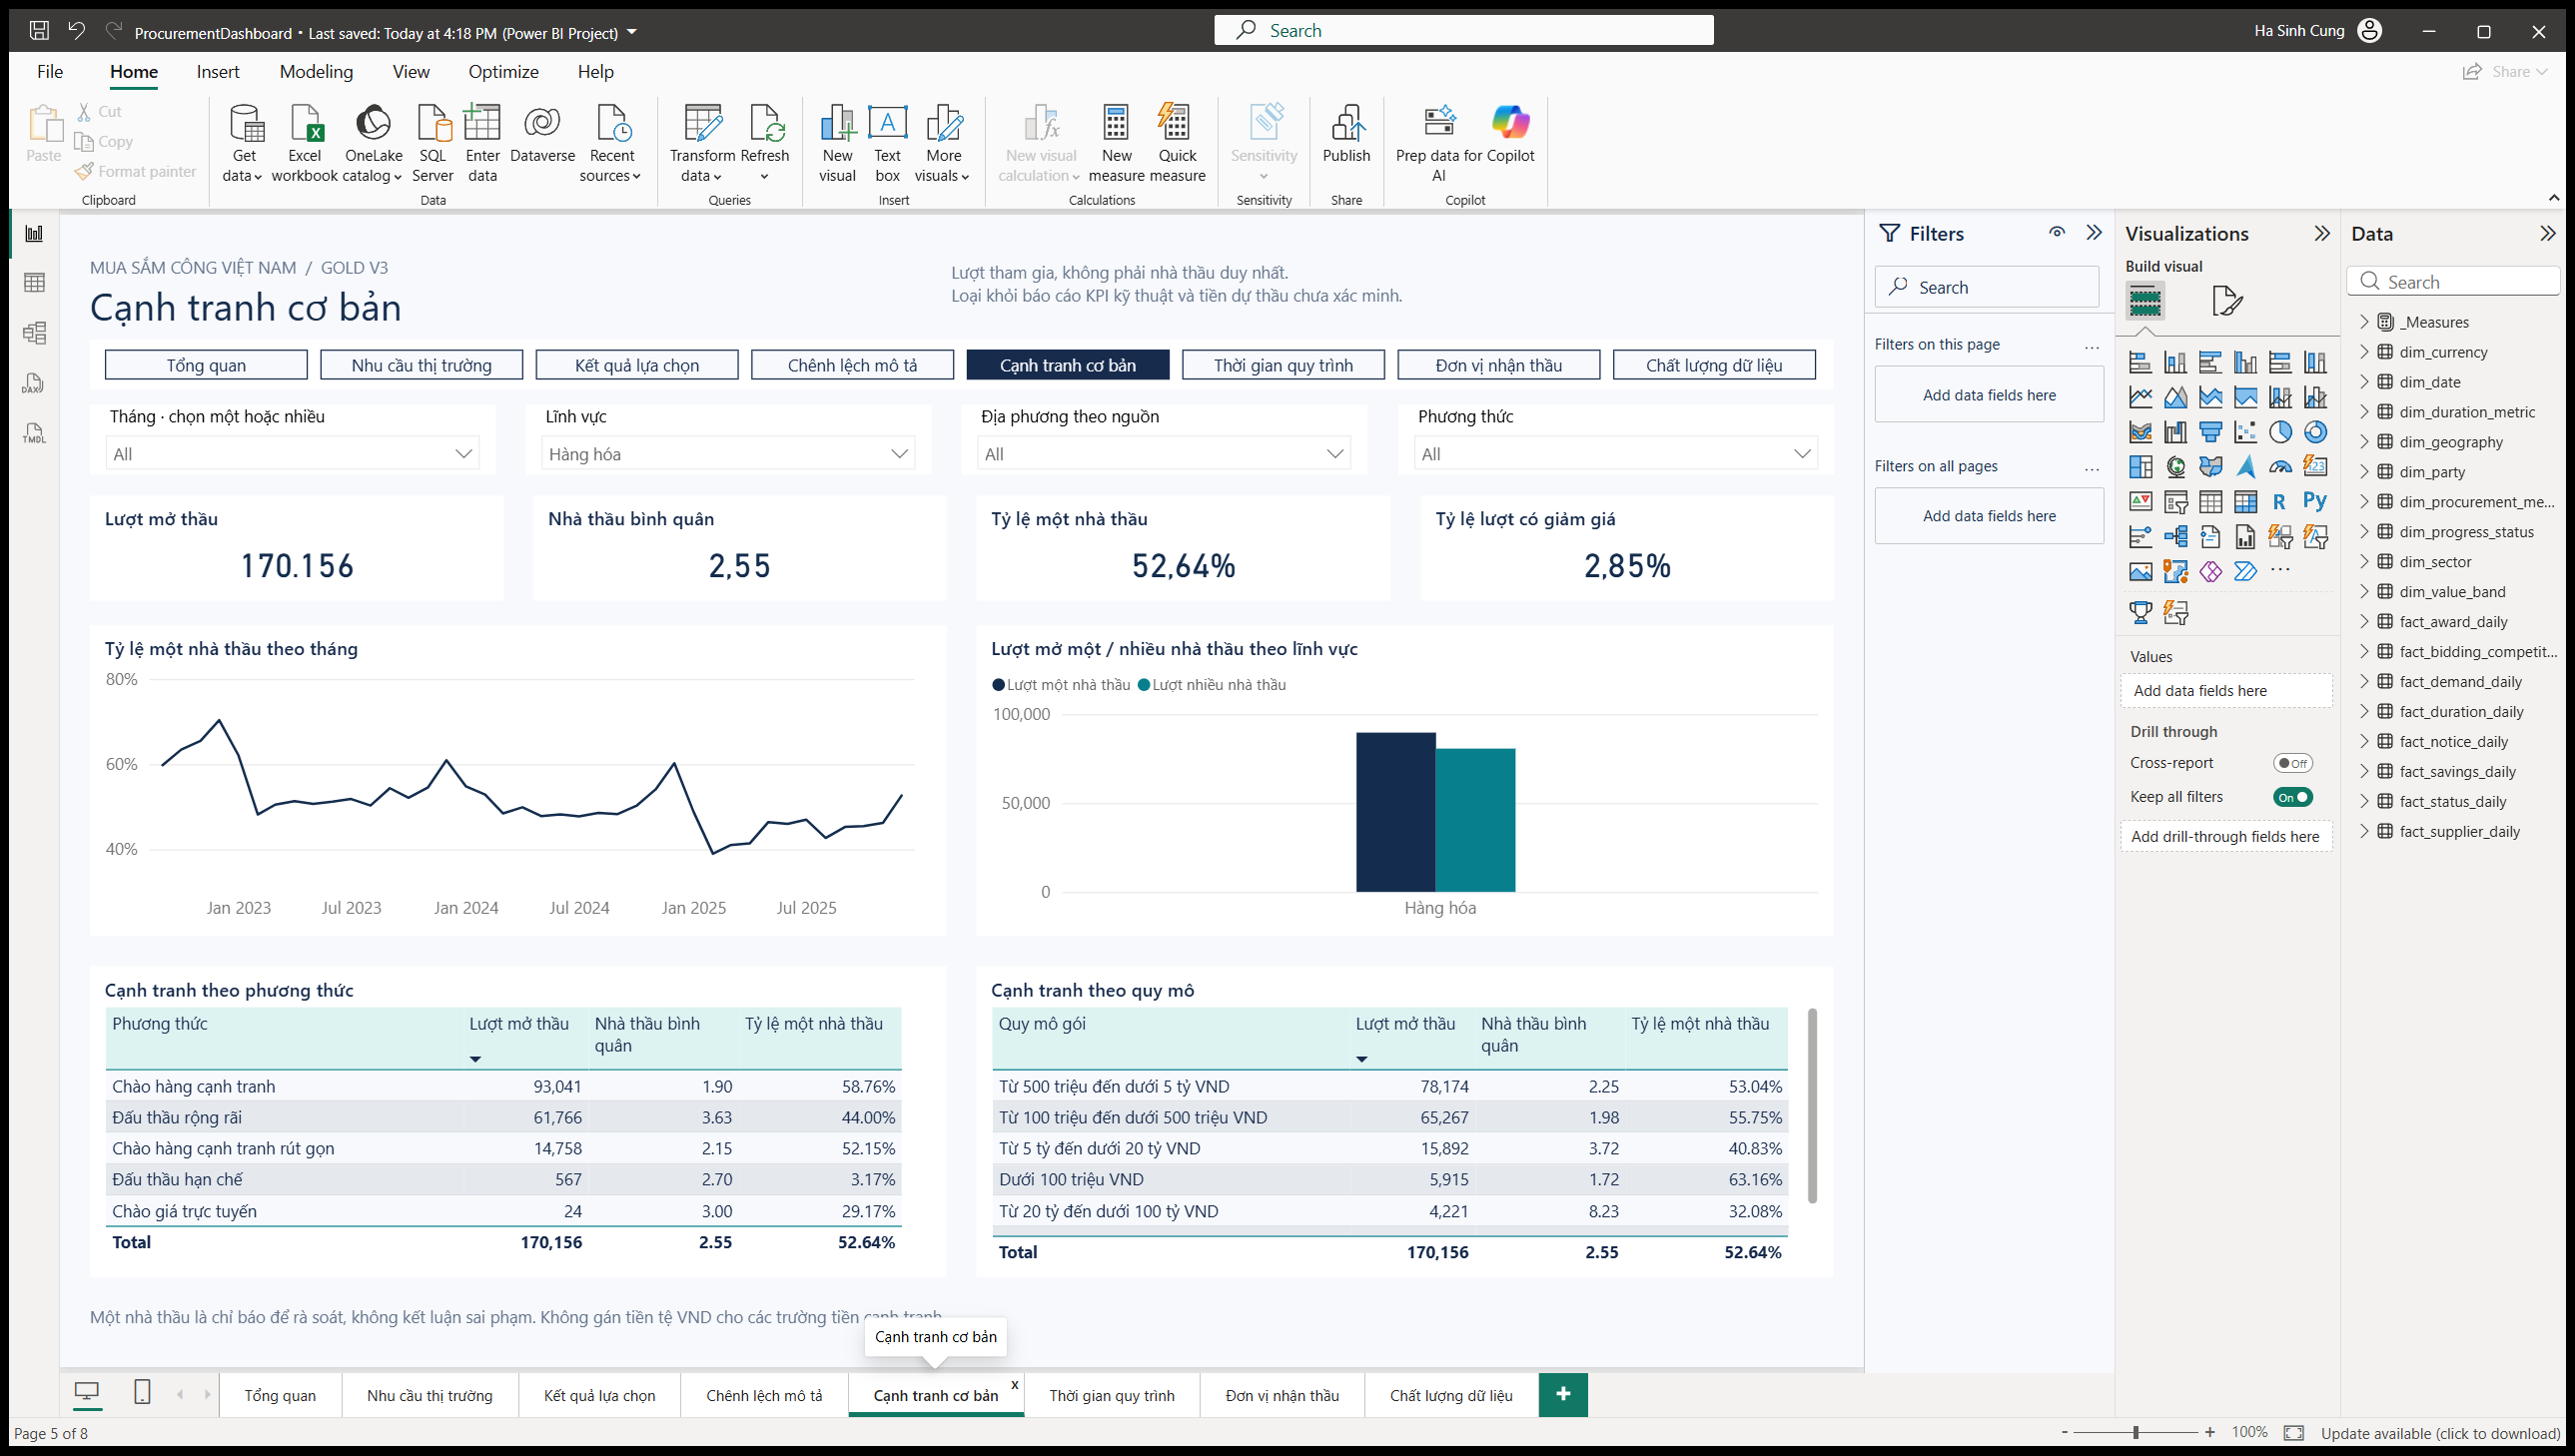 ProcurementDashboard • Last saved: Today at 4:18 PM (Power BI Project)
Search
Ha Sinh Cung
File Home Insert Modeling View Optimize Help
Share
Paste
Cut
Copy
Format painter
Clipboard
Get data
Excel workbook
OneLake catalog
SQL Server
Enter data
Dataverse
Recent sources
Data
Transform data
Refresh
Queries
New visual
Text box
More visuals
Insert
New visual calculation
New measure
Quick measure
Calculations
Sensitivity
Sensitivity
Publish
Share
Prep data for AI
Copilot
Copilot
DAX
TMDL
MUA SẮM CÔNG VIỆT NAM / GOLD V3
Cạnh tranh cơ bản
Lượt tham gia, không phải nhà thầu duy nhất.
Loại khỏi báo cáo KPI kỹ thuật và tiền dự thầu chưa xác minh.
Tổng quan
Nhu cầu thị trường
Kết quả lựa chọn
Chênh lệch mô tả
Cạnh tranh cơ bản
Thời gian quy trình
Đơn vị nhận thầu
Chất lượng dữ liệu
Tháng · chọn một hoặc nhiều
All
Lĩnh vực
Hàng hóa
Địa phương theo nguồn
All
Phương thức
All
Lượt mở thầu
170.156
Nhà thầu bình quân
2,55
Tỷ lệ một nhà thầu
52,64%
Tỷ lệ lượt có giảm giá
2,85%
Tỷ lệ một nhà thầu theo tháng
80%
60%
40%
Jan 2023 Jul 2023 Jan 2024 Jul 2024 Jan 2025 Jul 2025
Lượt mở một / nhiều nhà thầu theo lĩnh vực
Lượt một nhà thầu Lượt nhiều nhà thầu
100,000
50,000
0
Hàng hóa
Cạnh tranh theo phương thức
Phương thức Lượt mở thầu Nhà thầu bình quân Tỷ lệ một nhà thầu
Chào hàng cạnh tranh 93,041 1.90 58.76%
Đấu thầu rộng rãi 61,766 3.63 44.00%
Chào hàng cạnh tranh rút gọn 14,758 2.15 52.15%
Đấu thầu hạn chế 567 2.70 3.17%
Chào giá trực tuyến 24 3.00 29.17%
Total 170,156 2.55 52.64%
Cạnh tranh theo quy mô
Quy mô gói Lượt mở thầu Nhà thầu bình quân Tỷ lệ một nhà thầu
Từ 500 triệu đến dưới 5 tỷ VND 78,174 2.25 53.04%
Từ 100 triệu đến dưới 500 triệu VND 65,267 1.98 55.75%
Từ 5 tỷ đến dưới 20 tỷ VND 15,892 3.72 40.83%
Dưới 100 triệu VND 5,915 1.72 63.16%
Từ 20 tỷ đến dưới 100 tỷ VND 4,221 8.23 32.08%
Total 170,156 2.55 52.64%
Một nhà thầu là chỉ báo để rà soát, không kết luận sai phạm. Không gán tiền tệ VND cho các trường tiền cạnh tranh
Cạnh tranh cơ bản
Filters
Search
Filters on this page ...
Add data fields here
Filters on all pages ...
Add data fields here
Visualizations
Build visual
123
R
Py
...
Values
Add data fields here
Drill through
Cross-report Off
Keep all filters On
Add drill-through fields here
Data
Search
_Measures
dim_currency
dim_date
dim_duration_metric
dim_geography
dim_party
dim_procurement_me...
dim_progress_status
dim_sector
dim_value_band
fact_award_daily
fact_bidding_competit...
fact_demand_daily
fact_duration_daily
fact_notice_daily
fact_savings_daily
fact_status_daily
fact_supplier_daily
Tổng quan Nhu cầu thị trường Kết quả lựa chọn Chênh lệch mô tả Cạnh tranh cơ bản x Thời gian quy trình Đơn vị nhận thầu Chất lượng dữ liệu +
Page 5 of 8
- + 100%
Update available (click to download)